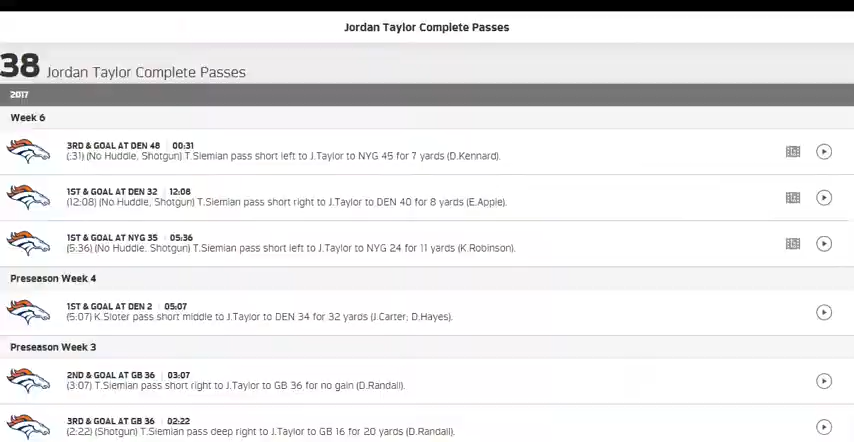 Jordan Taylor Complete Passes
38 Jordan Taylor Complete Passes
2017
Week 6
3RD & GOAL AT DEN 48 | 00:31
(:31) (No Huddle, Shotgun) T.Siemian pass short left to J.Taylor to NYG 45 for 7 yards (D.Kennard).
1ST & GOAL AT DEN 32 | 12:08
(12:08) (No Huddle, Shotgun) T.Siemian pass short right to J.Taylor to DEN 40 for 8 yards (E.Apple).
1ST & GOAL AT NYG 35 | 05:36
(5:36) (No Huddle, Shotgun) T.Siemian pass short left to J.Taylor to NYG 24 for 11 yards (K.Robinson).
Preseason Week 4
1ST & GOAL AT DEN 2 | 05:07
(5:07) K.Sloter pass short middle to J.Taylor to DEN 34 for 32 yards (J.Carter; D.Hayes).
Preseason Week 3
2ND & GOAL AT GB 36 | 03:07
(3:07) T.Siemian pass short right to J.Taylor to GB 36 for no gain (D.Randall).
3RD & GOAL AT GB 36 | 02:22
(2:22) (Shotgun) T.Siemian pass deep right to J.Taylor to GB 16 for 20 yards (D.Randall).